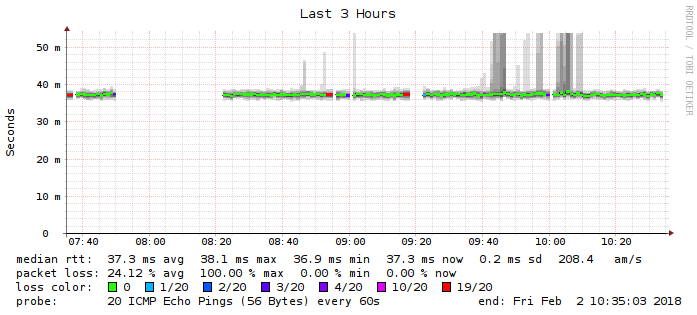 Last 3 Hours
RRDTOOL / TOBI OETIKER
Seconds
50 m
40 m
30 m
20 m
10 m
0
07:40 08:00 08:20 08:40 09:00 09:20 09:40 10:00 10:20
median rtt: 37.3 ms avg 38.1 ms max 36.9 ms min 37.3 ms now 0.2 ms sd 208.4 am/s
packet loss: 24.12 % avg 100.00 % max 0.00 % min 0.00 % now
loss color: 0 1/20 2/20 3/20 4/20 10/20 19/20
probe: 20 ICMP Echo Pings (56 Bytes) every 60s end: Fri Feb 2 10:35:03 2018